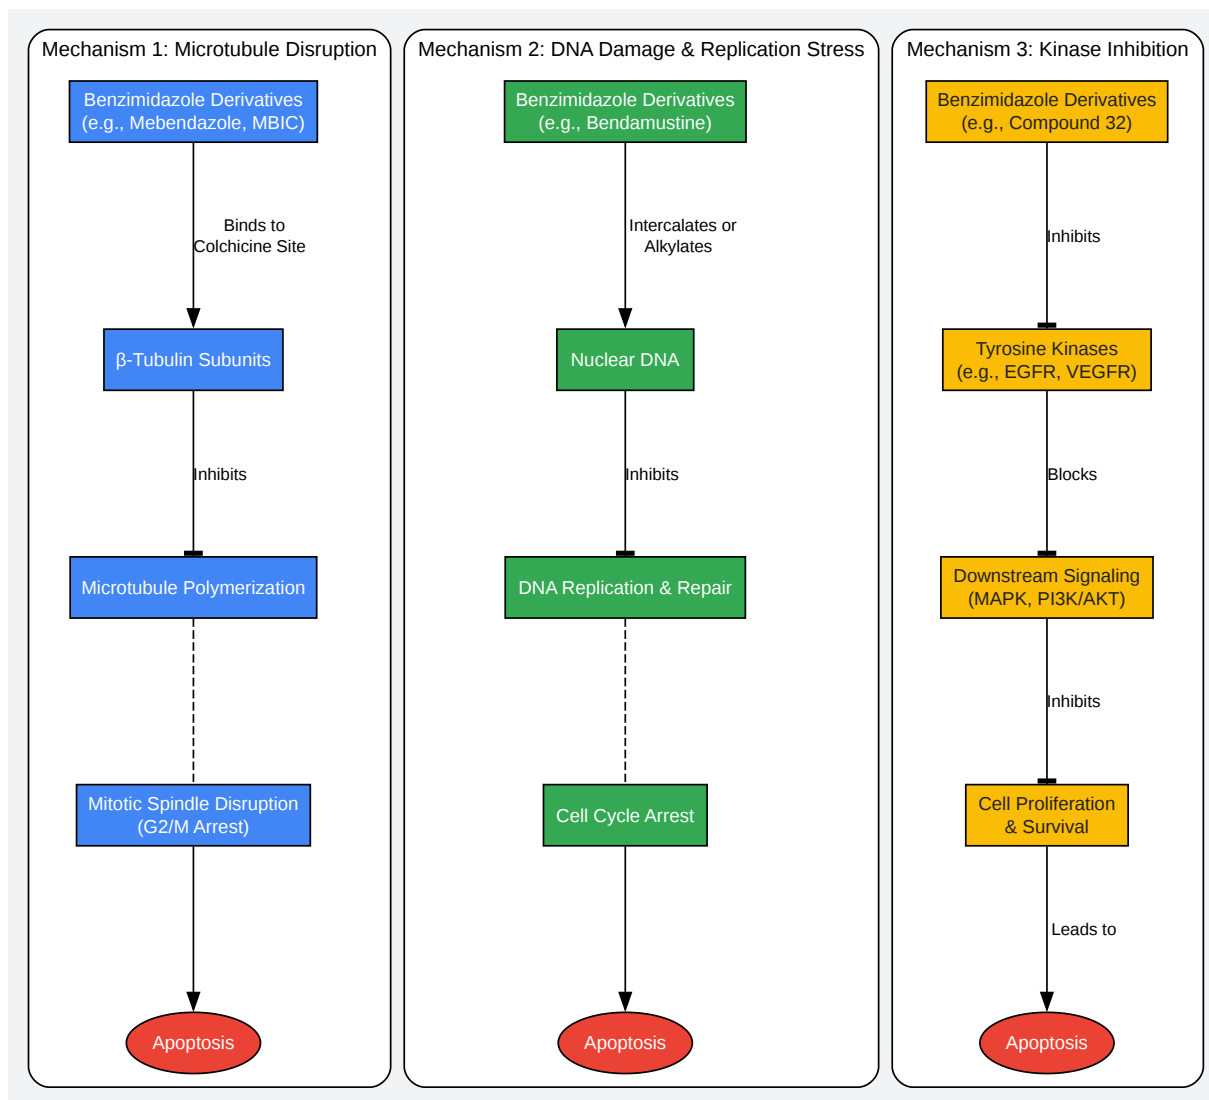 Mechanism 1: Microtubule Disruption
Benzimidazole Derivatives
(e.g., Mebendazole, MBIC)
Binds to
Colchicine Site
β-Tubulin Subunits
Inhibits
Microtubule Polymerization
Mitotic Spindle Disruption
(G2/M Arrest)
Apoptosis
Mechanism 2: DNA Damage & Replication Stress
Benzimidazole Derivatives
(e.g., Bendamustine)
Intercalates or
Alkylates
Nuclear DNA
Inhibits
DNA Replication & Repair
Cell Cycle Arrest
Apoptosis
Mechanism 3: Kinase Inhibition
Benzimidazole Derivatives
(e.g., Compound 32)
Inhibits
Tyrosine Kinases
(e.g., EGFR, VEGFR)
Blocks
Downstream Signaling
(MAPK, PI3K/AKT)
Inhibits
Cell Proliferation
& Survival
Leads to
Apoptosis